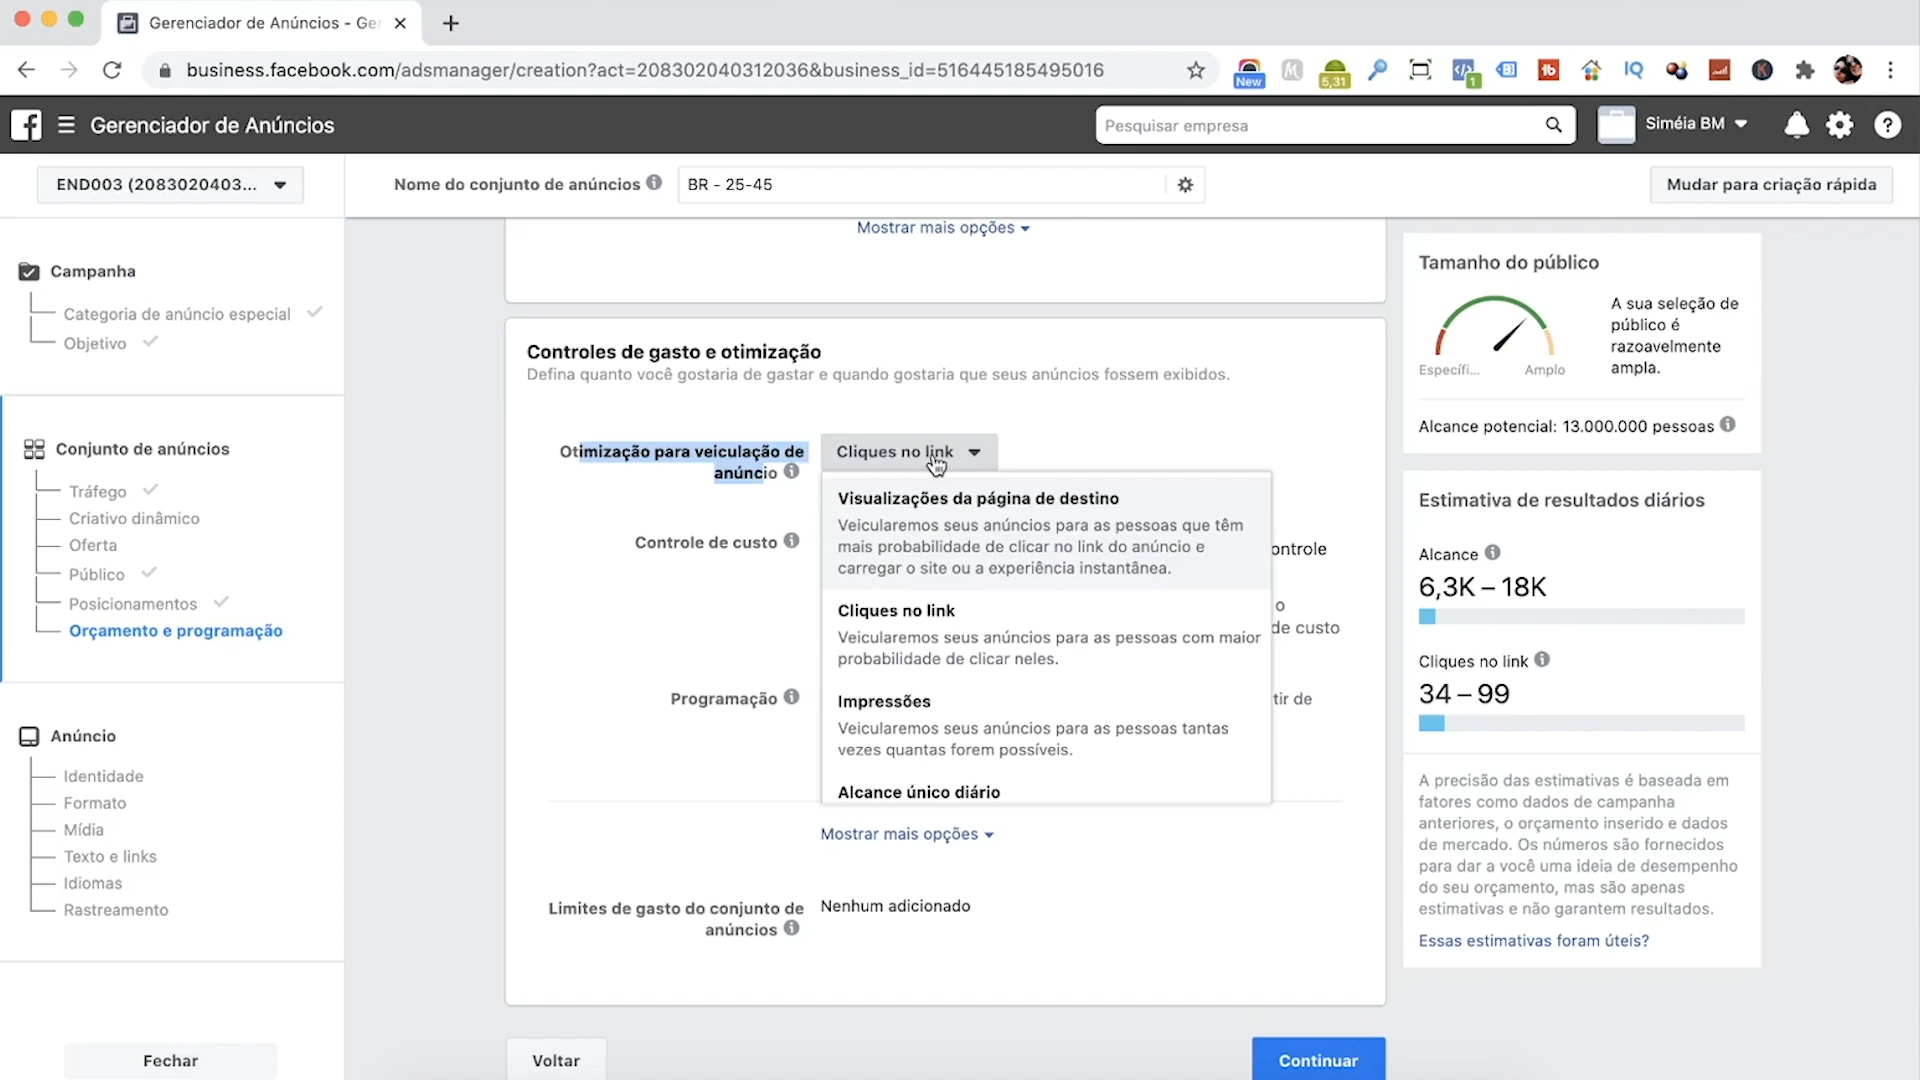 Gerenciador de Anúncios - Ger
business.facebook.com/adsmanager/creation?act=208302040312036&business_id=516445185495016
New
5,31
1
IQ
Gerenciador de Anúncios
Pesquisar empresa
Siméia BM
END003 (2083020403...
Nome do conjunto de anúncios
BR - 25-45
Mudar para criação rápida
Campanha
Categoria de anúncio especial
Objetivo
Conjunto de anúncios
Tráfego
Criativo dinâmico
Oferta
Público
Posicionamentos
Orçamento e programação
Anúncio
Identidade
Formato
Mídia
Texto e links
Idiomas
Rastreamento
Fechar
Mostrar mais opções
Controles de gasto e otimização
Defina quanto você gostaria de gastar e quando gostaria que seus anúncios fossem exibidos.
Otimização para veiculação de
anúncio
Cliques no link
Visualizações da página de destino
Veicularemos seus anúncios para as pessoas que têm
mais probabilidade de clicar no link do anúncio e
carregar o site ou a experiência instantânea.
Cliques no link
Veicularemos seus anúncios para as pessoas com maior
probabilidade de clicar neles.
Impressões
Veicularemos seus anúncios para as pessoas tantas
vezes quantas forem possíveis.
Alcance único diário
Controle de custo
ontrole
o
de custo
Programação
tir de
Mostrar mais opções
Limites de gasto do conjunto de
anúncios
Nenhum adicionado
Voltar
Continuar
Tamanho do público
Específi...
Amplo
A sua seleção de
público é
razoavelmente
ampla.
Alcance potencial: 13.000.000 pessoas
Estimativa de resultados diários
Alcance
6,3K – 18K
Cliques no link
34 – 99
A precisão das estimativas é baseada em
fatores como dados de campanha
anteriores, o orçamento inserido e dados
de mercado. Os números são fornecidos
para dar a você uma ideia de desempenho
do seu orçamento, mas são apenas
estimativas e não garantem resultados.
Essas estimativas foram úteis?